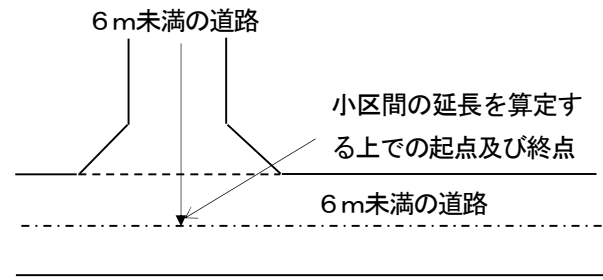 ６ｍ未満の道路
小区間の延長を算定す
る上での起点及び終点
６ｍ未満の道路